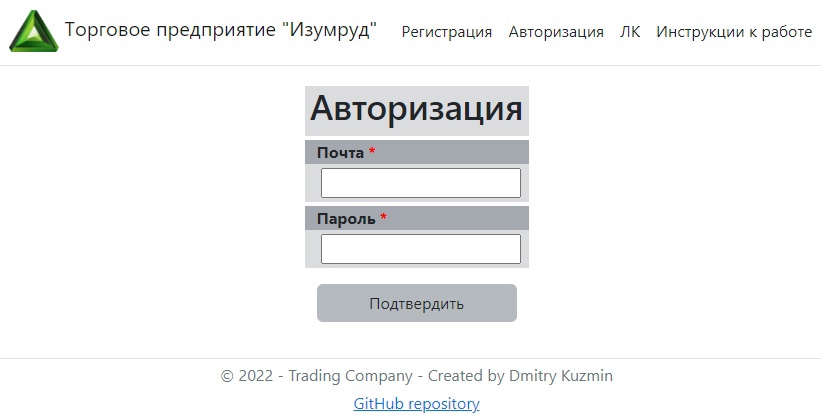 Торговое предприятие "Изумруд" Регистрация Авторизация ЛК Инструкции к работе
Авторизация
Почта *
Пароль *
Подтвердить
© 2022 - Trading Company - Created by Dmitry Kuzmin
GitHub repository